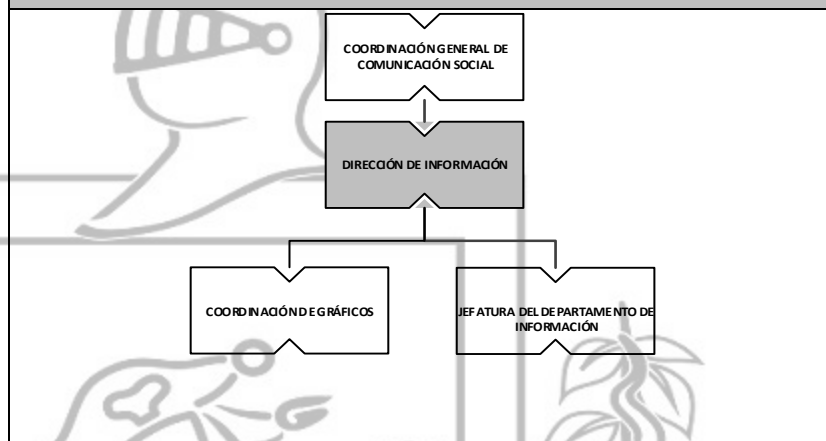 COORDINACIÓN GENERAL DE
COMUNICACIÓN SOCIAL
DIRECCIÓN DE INFORMACIÓN
COORDINACIÓN DE GRÁFICOS
JEFATURA DEL DEPARTAMENTO DE
INFORMACIÓN